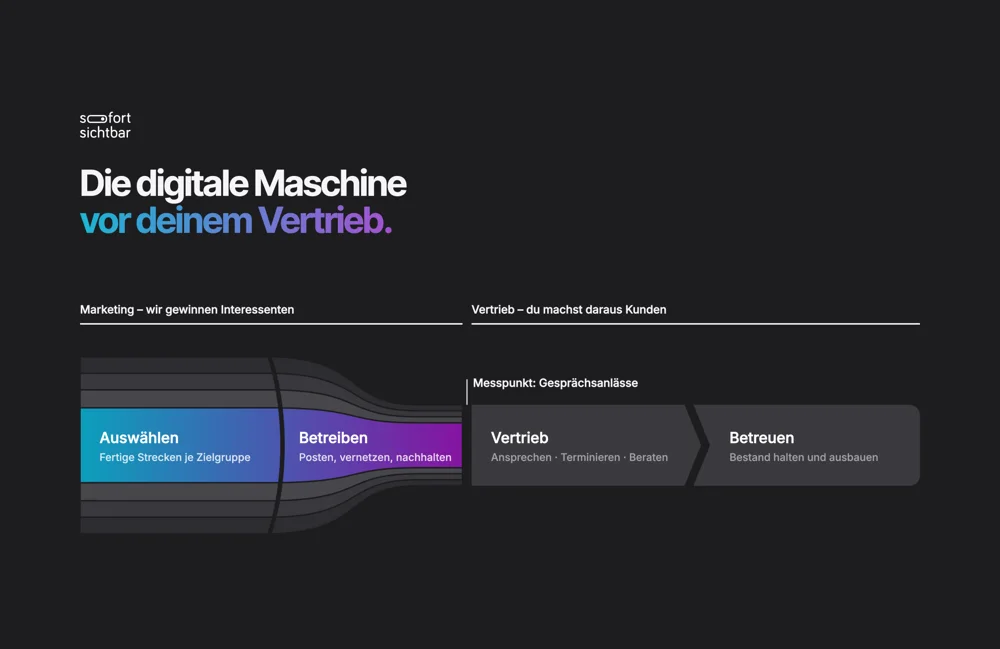 sofort
sichtbar
Die digitale Maschine
vor deinem Vertrieb.
Marketing – wir gewinnen Interessenten
Vertrieb – du machst daraus Kunden
Messpunkt: Gesprächsanlässe
Auswählen
Fertige Strecken je Zielgruppe
Betreiben
Posten, vernetzen, nachhalten
Vertrieb
Ansprechen · Terminieren · Beraten
Betreuen
Bestand halten und ausbauen